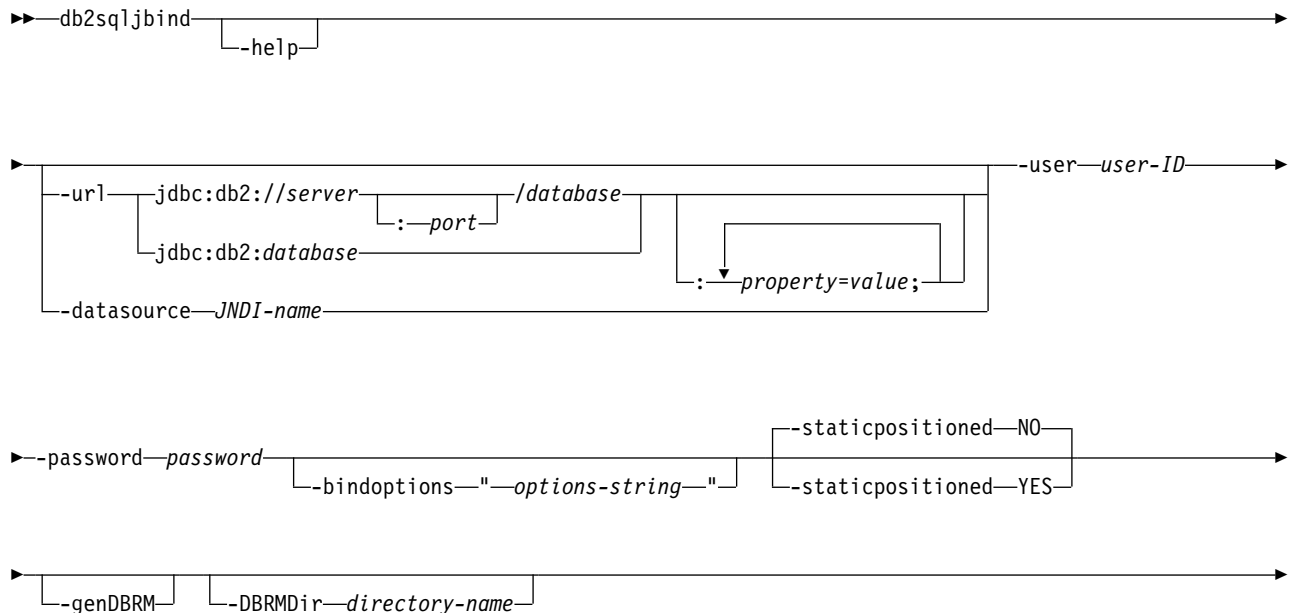 db2sqljbind
-help
-user user-ID
-url jdbc:db2://server /database
: port
jdbc:db2:database
: property=value;
-datasource JNDI-name
-staticpositioned NO
-password password
-bindoptions " options-string " -staticpositioned YES
-genDBRM -DBRMDir directory-name